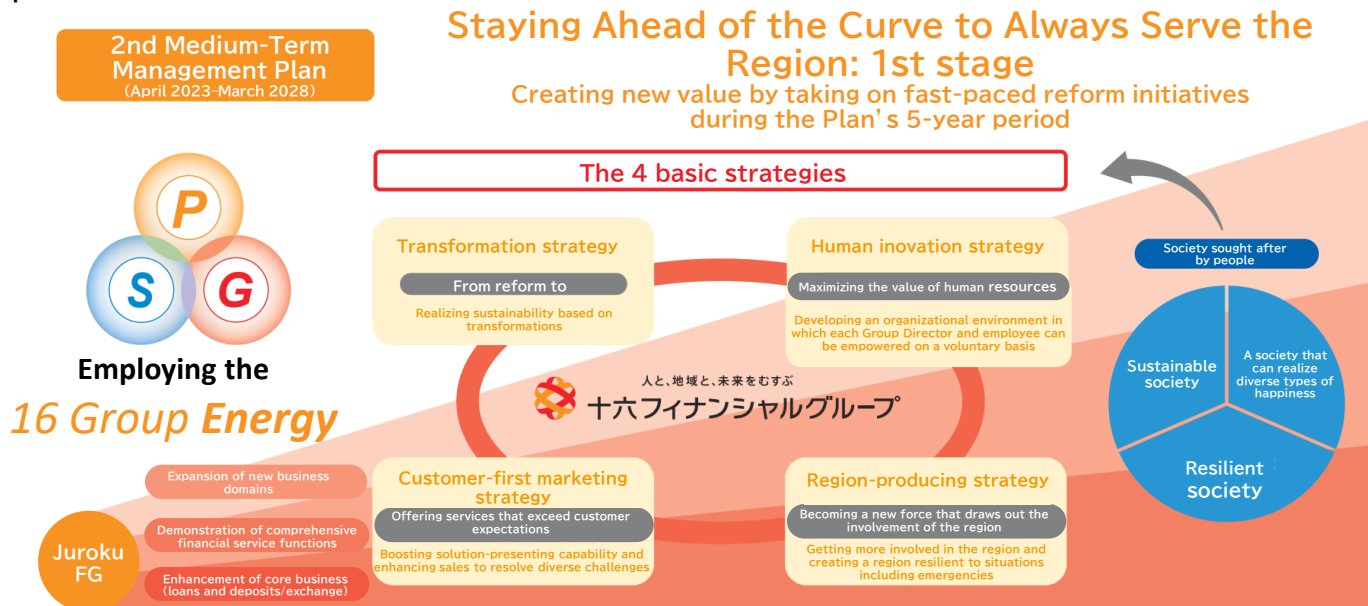 2nd Medium-Term
Management Plan
(April 2023–March 2028)
Staying Ahead of the Curve to Always Serve the
Region: 1st stage
Creating new value by taking on fast-paced reform initiatives
during the Plan's 5-year period
The 4 basic strategies
P
S
G
Employing the
16 Group Energy
Transformation strategy
From reform to
Realizing sustainability based on
transformations
Human inovation strategy
Maximizing the value of human resources
Developing an organizational environment in
which each Group Director and employee can
be empowered on a voluntary basis
人と、地域と、未来をむすぶ
十六フィナンシャルグループ
Customer-first marketing
strategy
Offering services that exceed customer
expectations
Boosting solution-presenting capability and
enhancing sales to resolve diverse challenges
Region-producing strategy
Becoming a new force that draws out the
involvement of the region
Getting more involved in the region and
creating a region resilient to situations
including emergencies
Society sought after
by people
Sustainable
society
A society that
can realize
diverse types of
happiness
Resilient
society
Juroku
FG
Expansion of new business
domains
Demonstration of comprehensive
financial service functions
Enhancement of core business
(loans and deposits/exchange)